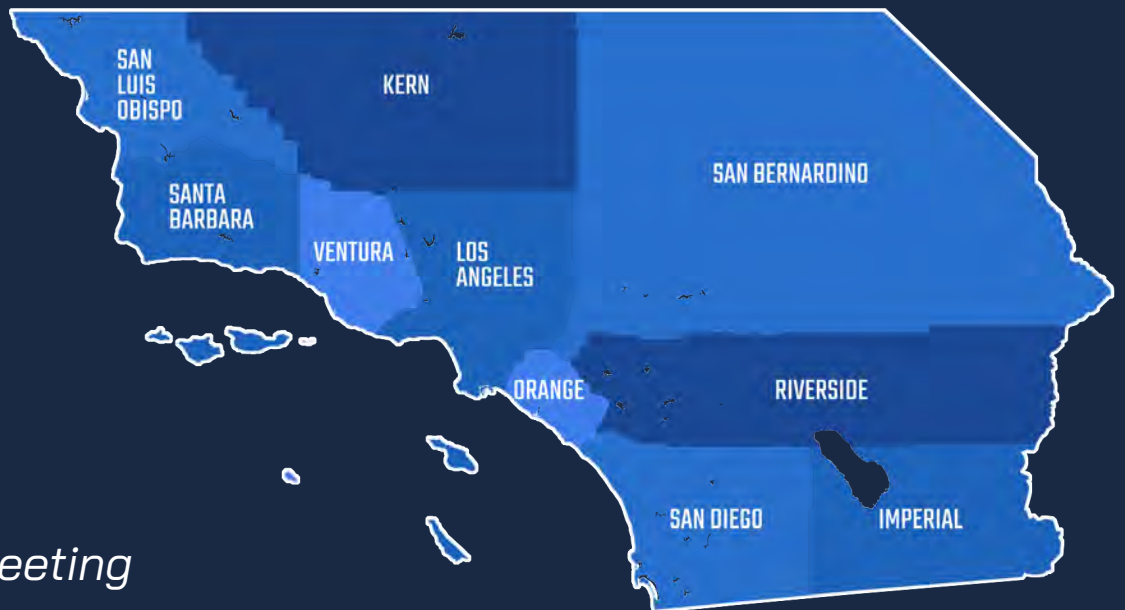 SAN
LUIS
OBISPO
KERN
SAN BERNARDINO
SANTA
BARBARA
VENTURA
LOS
ANGELES
ORANGE
RIVERSIDE
SAN DIEGO
IMPERIAL
eeting